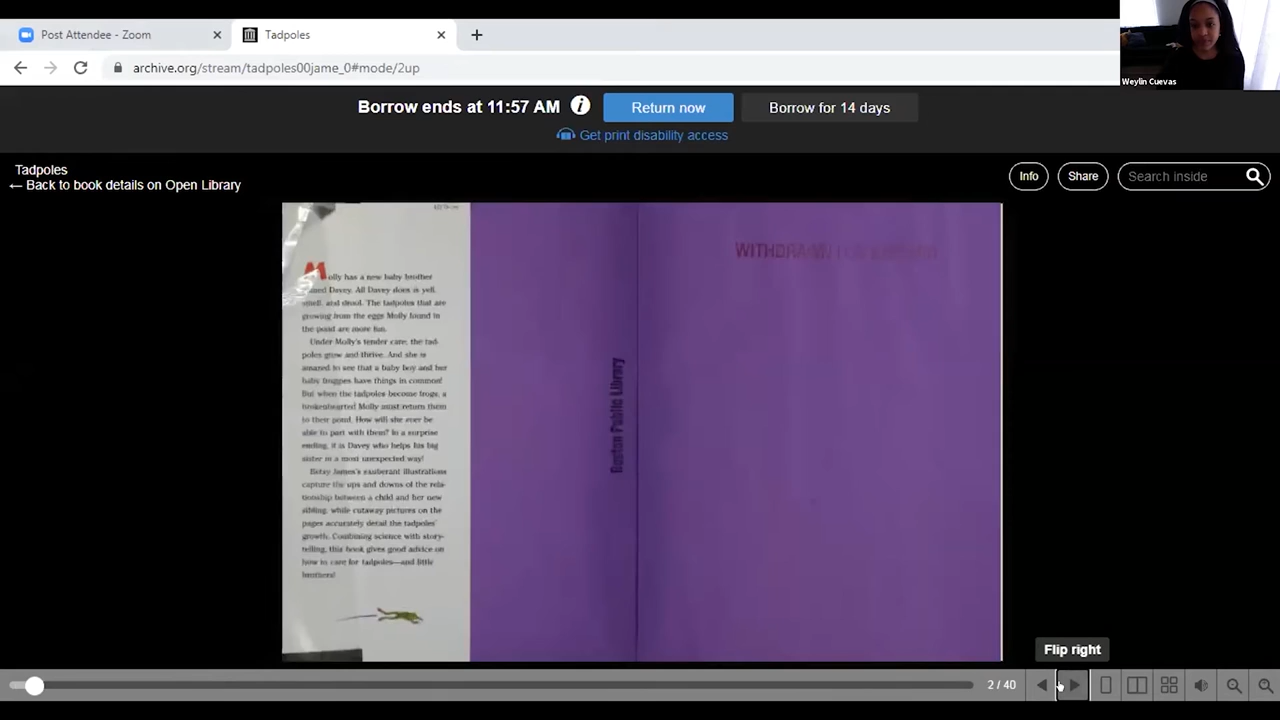 Post Attendee - Zoom
Tadpoles
archive.org/stream/tadpoles00jame_0#mode/2up
Weylin Cuevas
Borrow ends at 11:57 AM
Return now
Borrow for 14 days
Get print disability access
Tadpoles
← Back to book details on Open Library
Info
Share
Search inside
Molly has a new baby brother
named Davey. All Davey does is yell,
smell, and drool. The tadpoles that are
growing from the eggs Molly found in
the pond are more fun.
Under Molly's tender care, the tad-
poles grow and thrive. And she is
amazed to see that a baby boy and her
baby froggies have things in common!
But when the tadpoles become frogs, a
brokenhearted Molly must return them
to their pond. How will she ever be
able to part with them? In a surprise
ending, it is Davey who helps his big
sister in a most unexpected way!
Betsy James's exuberant illustrations
capture the ups and downs of the rela-
tionship between a child and her new
sibling, while cutaway pictures on the
pages accurately detail the tadpoles'
growth. Combining science with story-
telling, this book gives good advice on
how to care for tadpoles—and little
brothers!
Boston Public Library
WITHDRAWN
Flip right
2 / 40